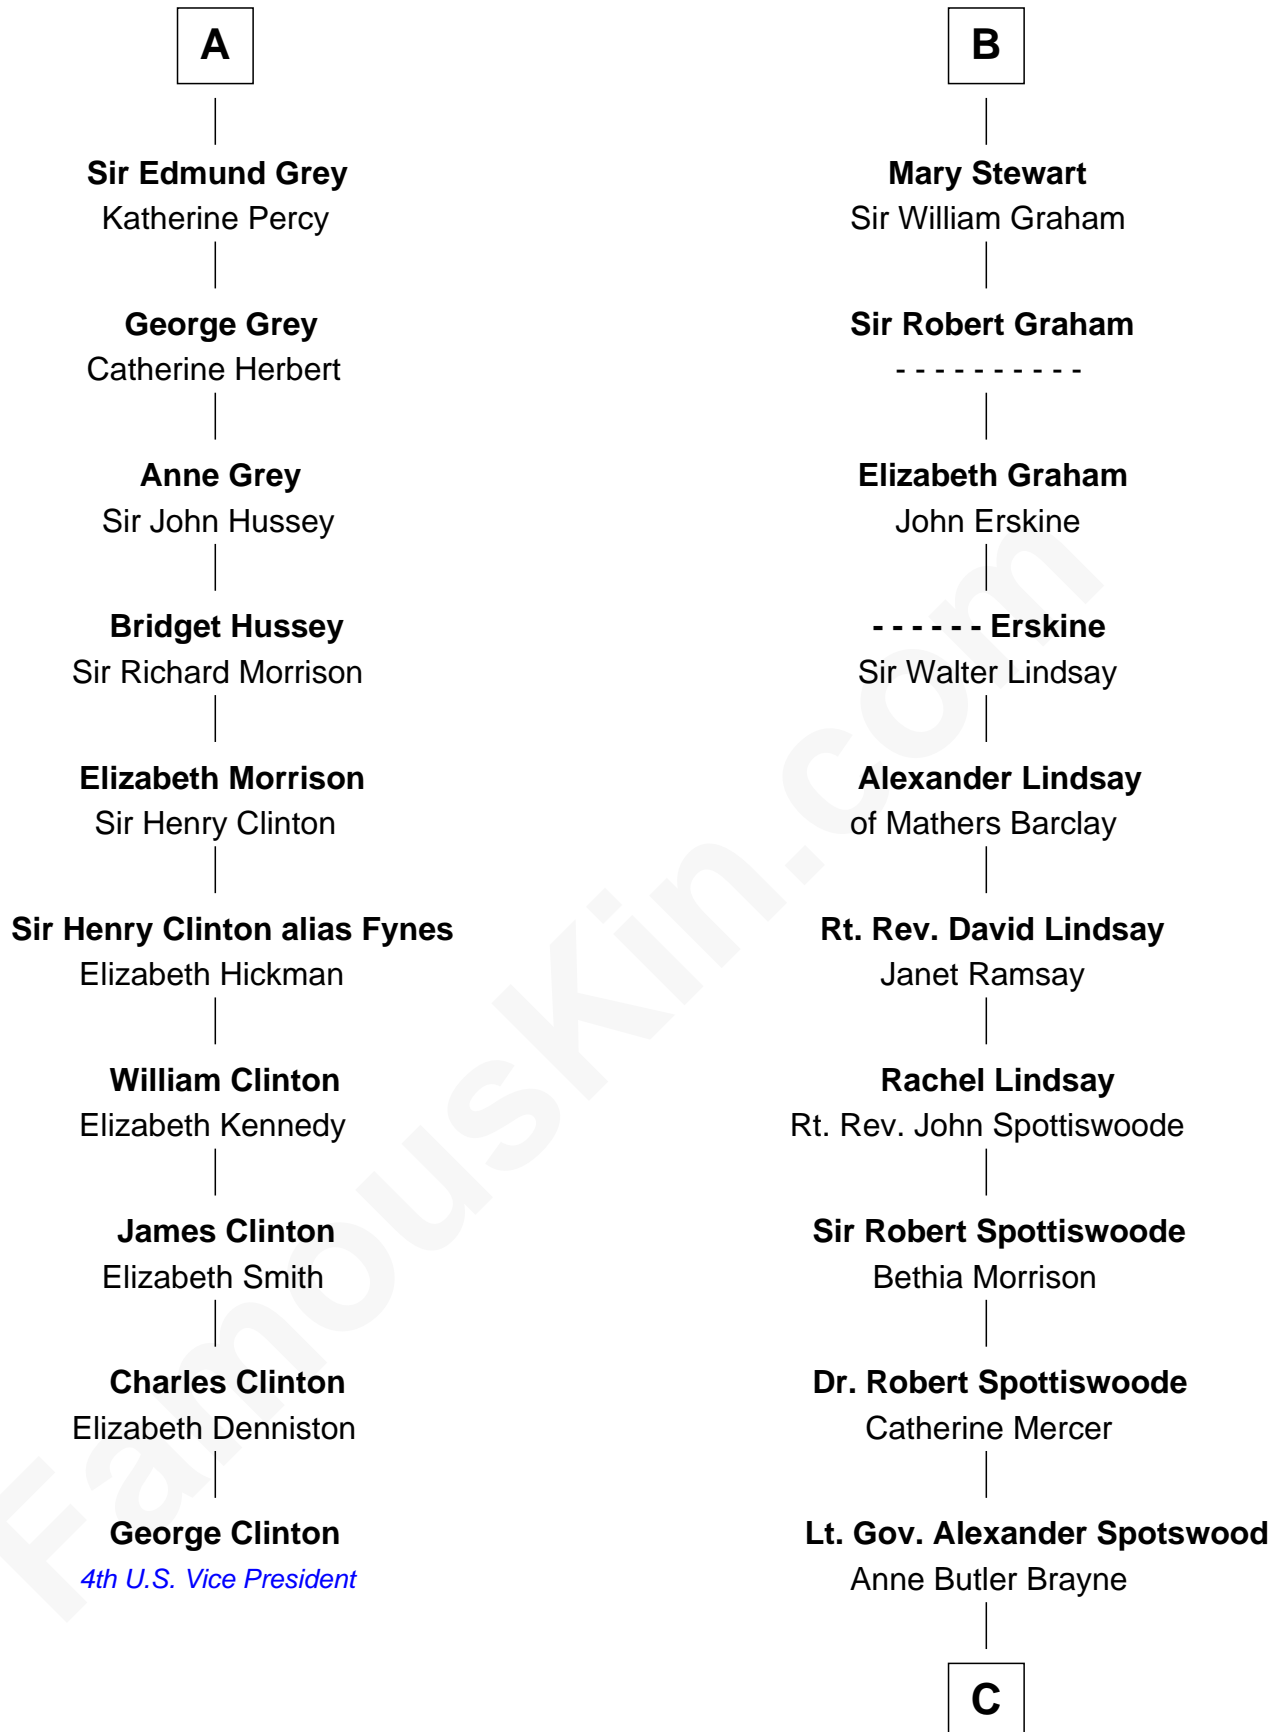 A
Sir Edmund Grey
Katherine Percy
George Grey
Catherine Herbert
Anne Grey
Sir John Hussey
Bridget Hussey
Sir Richard Morrison
Elizabeth Morrison
Sir Henry Clinton
Sir Henry Clinton alias Fynes
Elizabeth Hickman
William Clinton
Elizabeth Kennedy
James Clinton
Elizabeth Smith
Charles Clinton
Elizabeth Denniston
George Clinton
4th U.S. Vice President
B
Mary Stewart
Sir William Graham
Sir Robert Graham
- - - - - - - - - -
Elizabeth Graham
John Erskine
- - - - - - Erskine
Sir Walter Lindsay
Alexander Lindsay
of Mathers Barclay
Rt. Rev. David Lindsay
Janet Ramsay
Rachel Lindsay
Rt. Rev. John Spottiswoode
Sir Robert Spottiswoode
Bethia Morrison
Dr. Robert Spottiswoode
Catherine Mercer
Lt. Gov. Alexander Spotswood
Anne Butler Brayne
C
FamousKin.com